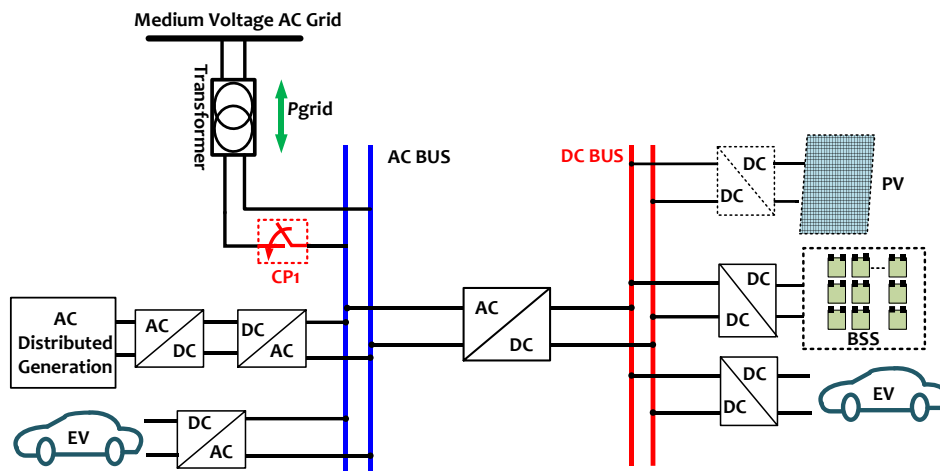 Medium Voltage AC Grid
Transformer
Pgrid
AC BUS
DC BUS
CP1
DC
DC
PV
DC
DC
BSS
AC
Distributed
Generation
AC
DC
DC
AC
AC
DC
DC
DC
EV
EV
DC
AC